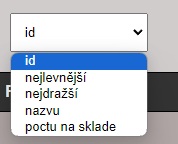 id
id
nejlevnější
nejdražší
nazvu
poctu na sklade